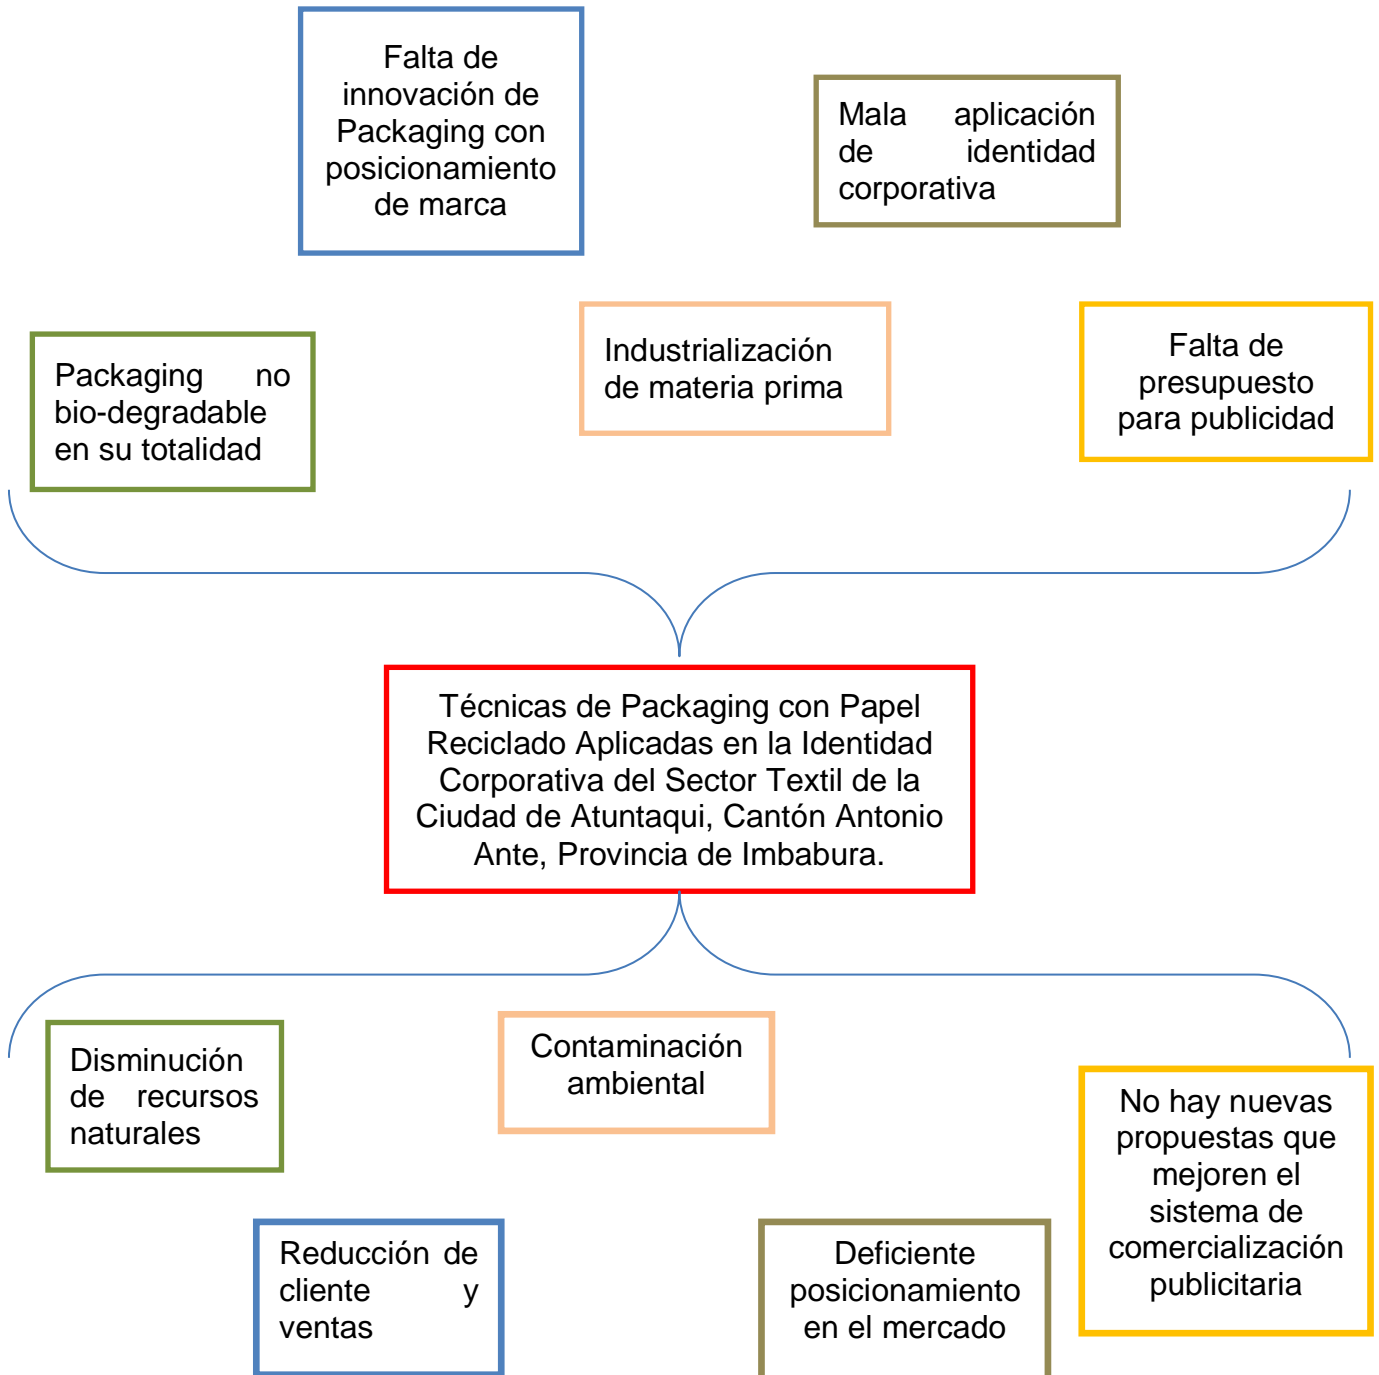 Falta de
innovación de
Packaging con
posicionamiento
de marca
Mala aplicación
de identidad
corporativa
Packaging no
bio-degradable
en su totalidad
Industrialización
de materia prima
Falta de
presupuesto
para publicidad
Técnicas de Packaging con Papel
Reciclado Aplicadas en la Identidad
Corporativa del Sector Textil de la
Ciudad de Atuntaqui, Cantón Antonio
Ante, Provincia de Imbabura.
Disminución
de recursos
naturales
Contaminación
ambiental
No hay nuevas
propuestas que
mejoren el
sistema de
comercialización
publicitaria
Reducción de
cliente y
ventas
Deficiente
posicionamiento
en el mercado